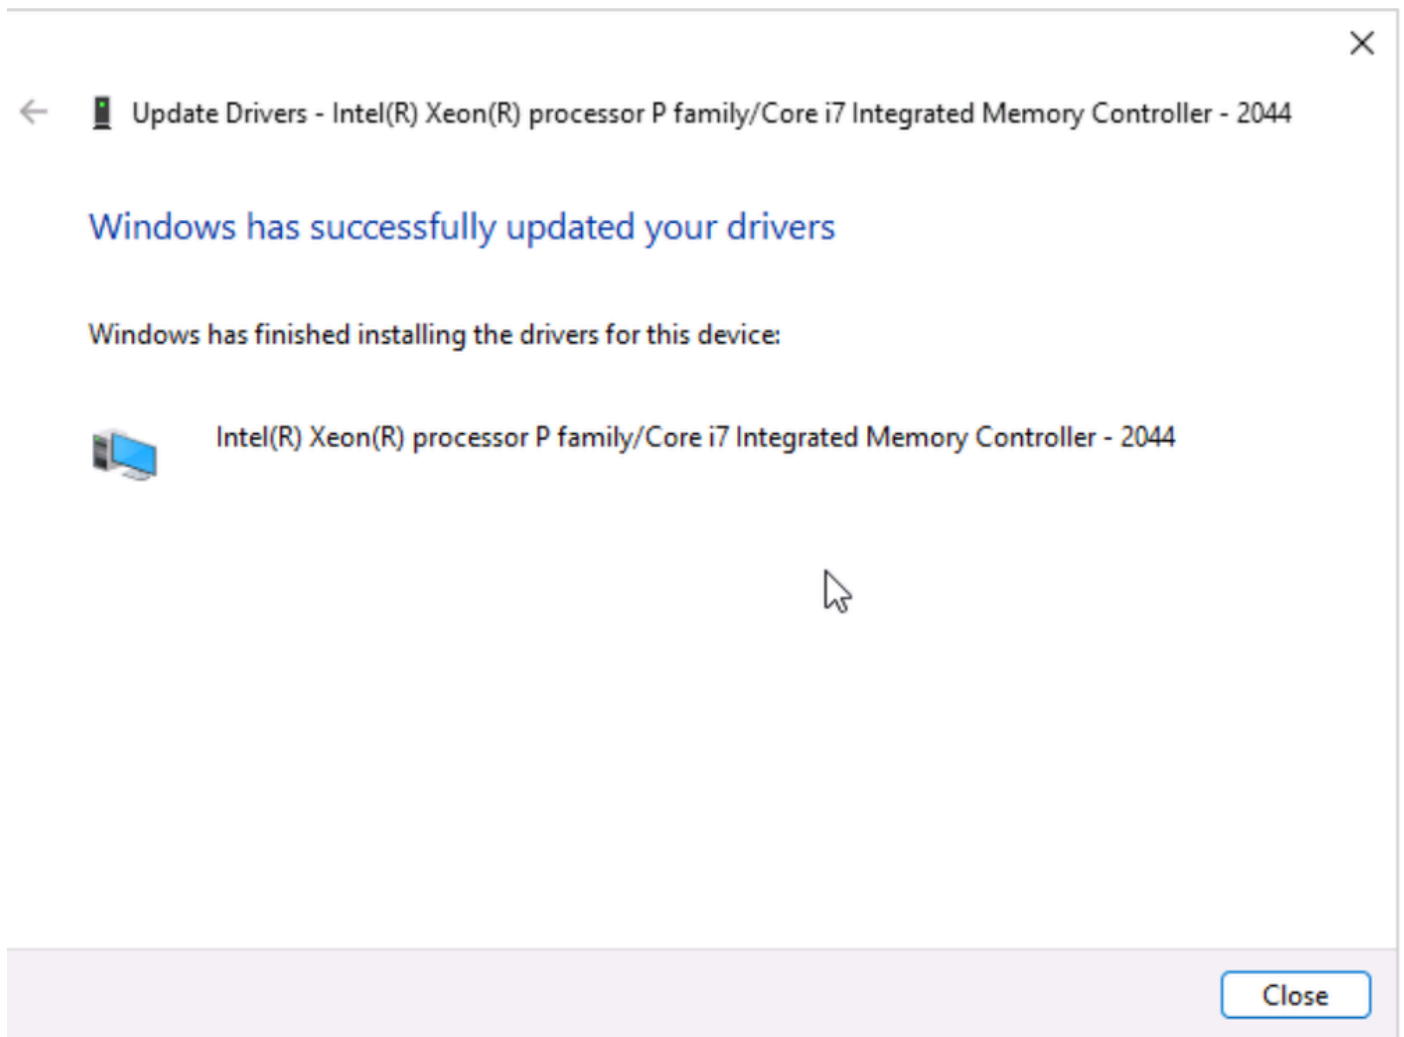 Update Drivers - Intel(R) Xeon(R) processor P family/Core i7 Integrated Memory Controller - 2044
Windows has successfully updated your drivers
Windows has finished installing the drivers for this device:
Intel(R) Xeon(R) processor P family/Core i7 Integrated Memory Controller - 2044
Close